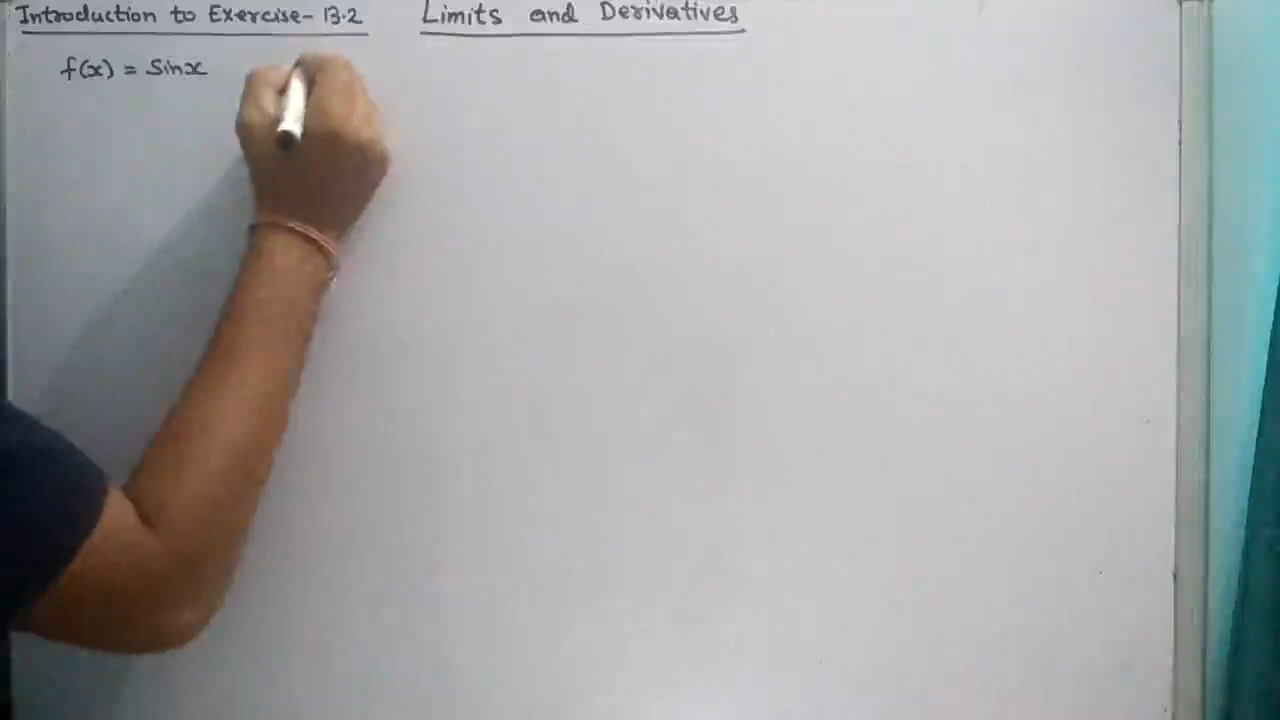 Introduction to Exercise- 13.2 Limits and Derivatives
f(x) = Sinx